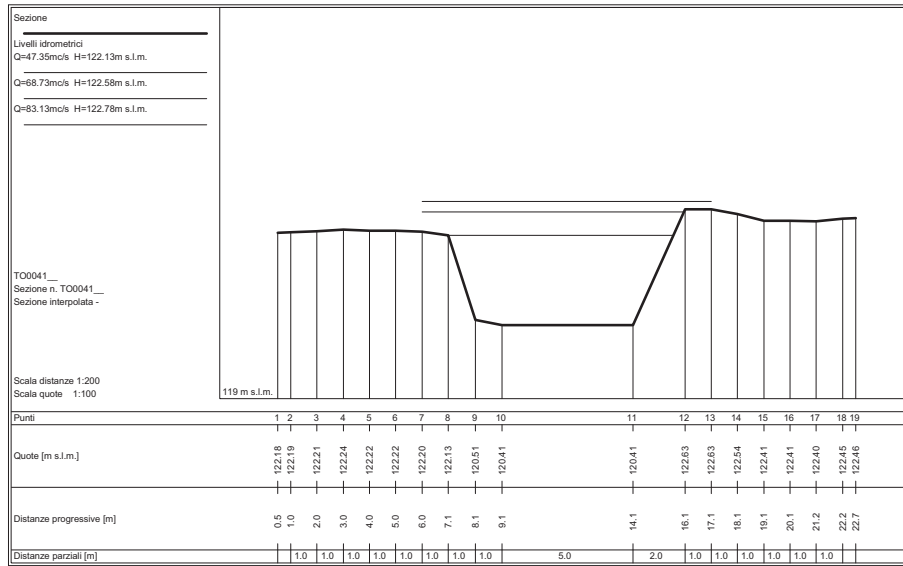 Sezione
Livelli idrometrici
Q=47.35mc/s H=122.13m s.l.m.
Q=68.73mc/s H=122.58m s.l.m.
Q=83.13mc/s H=122.78m s.l.m.
TO0041__
Sezione n. TO0041__
Sezione interpolata -
Scala distanze 1:200
Scala quote 1:100
119 m s.l.m.
Punti 1 2 3 4 5 6 7 8 9 10 11 12 13 14 15 16 17 18 19
Quote [m s.l.m.] 122.18 122.19 122.21 122.24 122.22 122.22 122.20 122.13 120.51 120.41 120.41 122.63 122.63 122.54 122.41 122.41 122.40 122.45 122.46
Distanze progressive [m] 0.5 1.0 2.0 3.0 4.0 5.0 6.0 7.1 8.1 9.1 14.1 16.1 17.1 18.1 19.1 20.1 21.2 22.2 22.7
Distanze parziali [m] 1.0 1.0 1.0 1.0 1.0 1.0 1.0 1.0 5.0 2.0 1.0 1.0 1.0 1.0 1.0 1.0